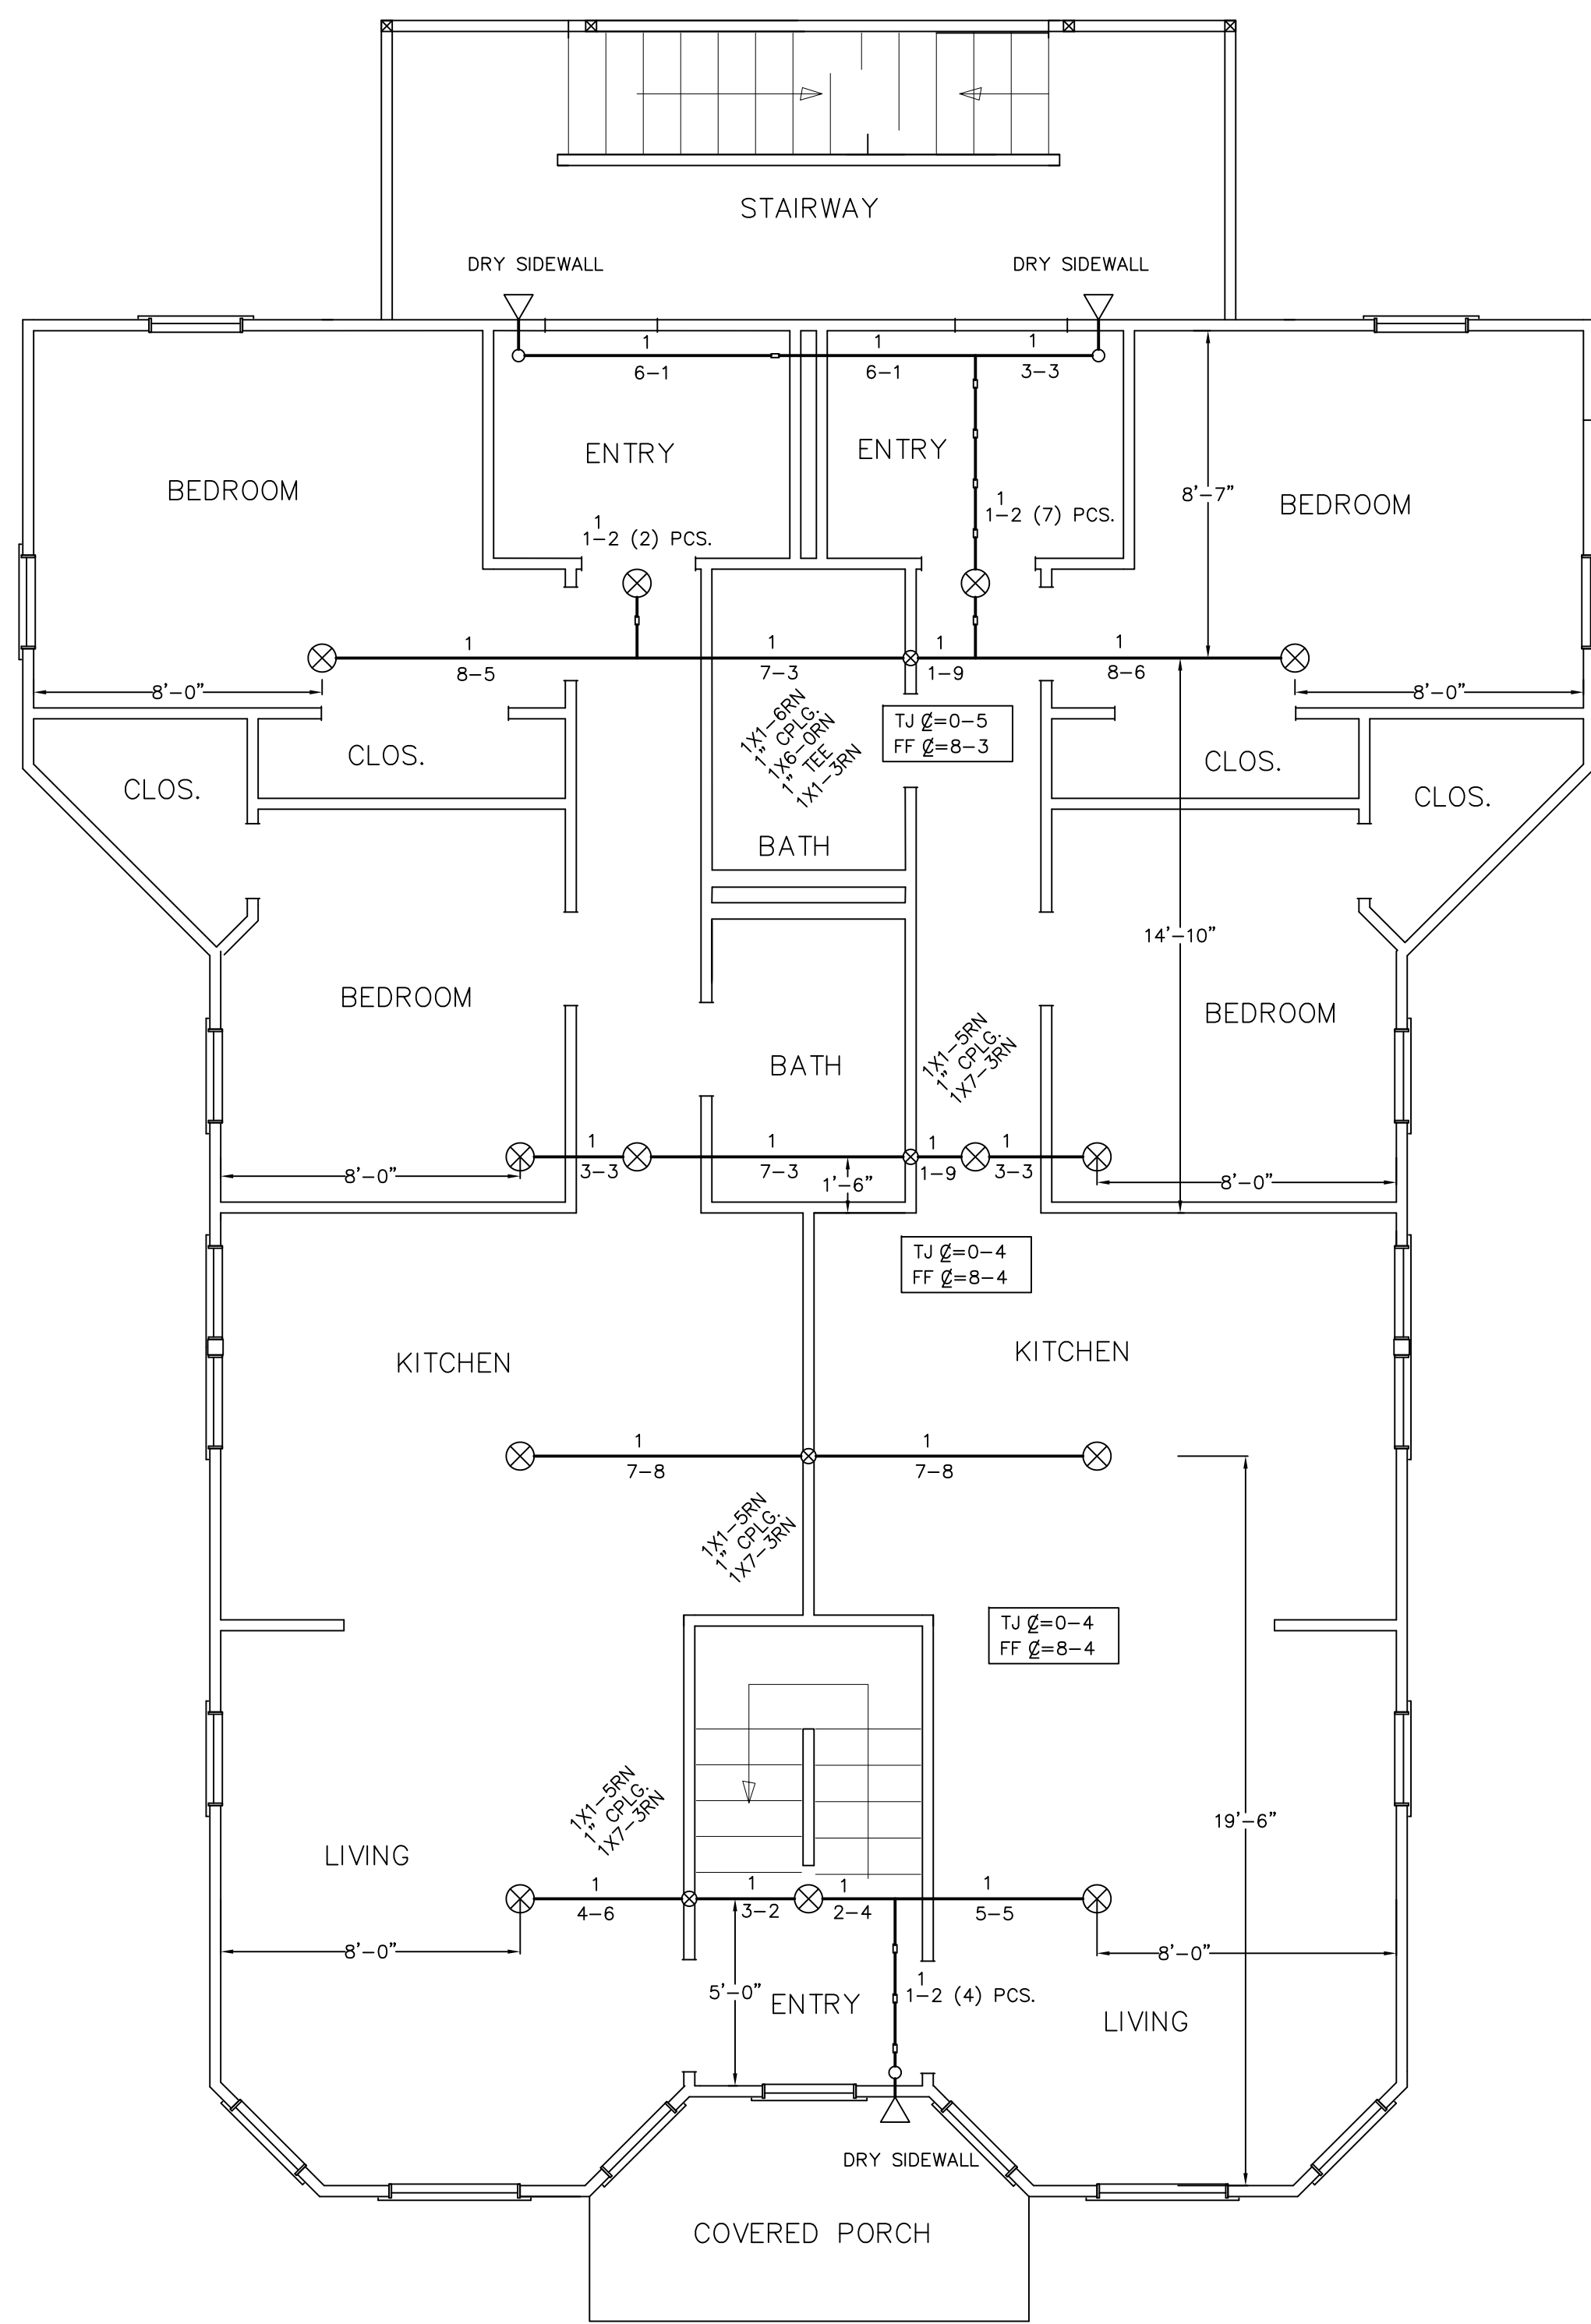 STAIRWAY
DRY SIDEWALL
DRY SIDEWALL
1
6-1
1
6-1
1
3-3
ENTRY
ENTRY
BEDROOM
BEDROOM
8'-7"
1
1-2 (7) PCS.
1
1-2 (2) PCS.
1
8-5
1
7-3
1
1-9
1
8-6
8'-0"
8'-0"
1X1-6RN
1" CPLG.
1X6-0RN
1" TEE
1X1-3RN
TJ ℄=0-5
FF ℄=8-3
CLOS.
CLOS.
CLOS.
CLOS.
BATH
14'-10"
BEDROOM
BEDROOM
BATH
1X1-5RN
1" CPLG.
1X7-3RN
1
3-3
1
7-3
1
1-9
1
3-3
8'-0"
1'-6"
8'-0"
TJ ℄=0-4
FF ℄=8-4
KITCHEN
KITCHEN
1
7-8
1
7-8
1X1-5RN
1" CPLG.
1X7-3RN
TJ ℄=0-4
FF ℄=8-4
1X1-5RN
1" CPLG.
1X7-3RN
19'-6"
LIVING
1
4-6
1
3-2
1
2-4
1
5-5
8'-0"
8'-0"
5'-0"
ENTRY
1
1-2 (4) PCS.
LIVING
DRY SIDEWALL
COVERED PORCH